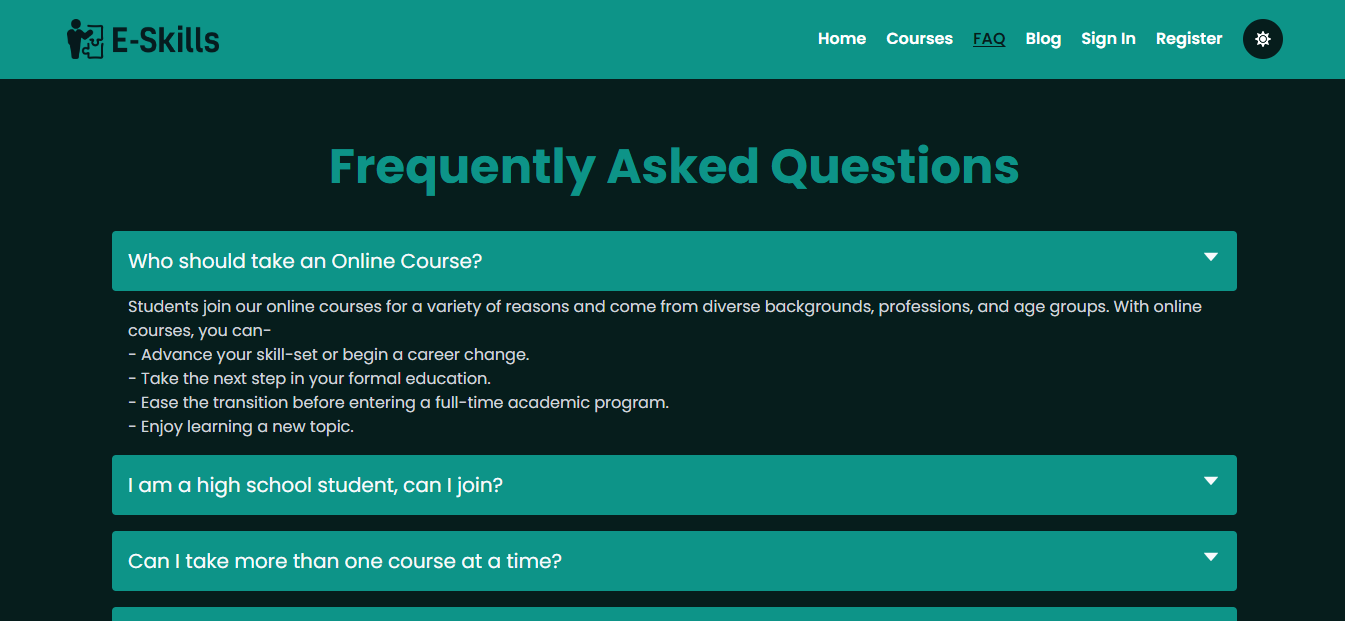 E-Skills
Home Courses FAQ Blog Sign In Register
Frequently Asked Questions
Who should take an Online Course?
Students join our online courses for a variety of reasons and come from diverse backgrounds, professions, and age groups. With online
courses, you can-
- Advance your skill-set or begin a career change.
- Take the next step in your formal education.
- Ease the transition before entering a full-time academic program.
- Enjoy learning a new topic.
I am a high school student, can I join?
Can I take more than one course at a time?